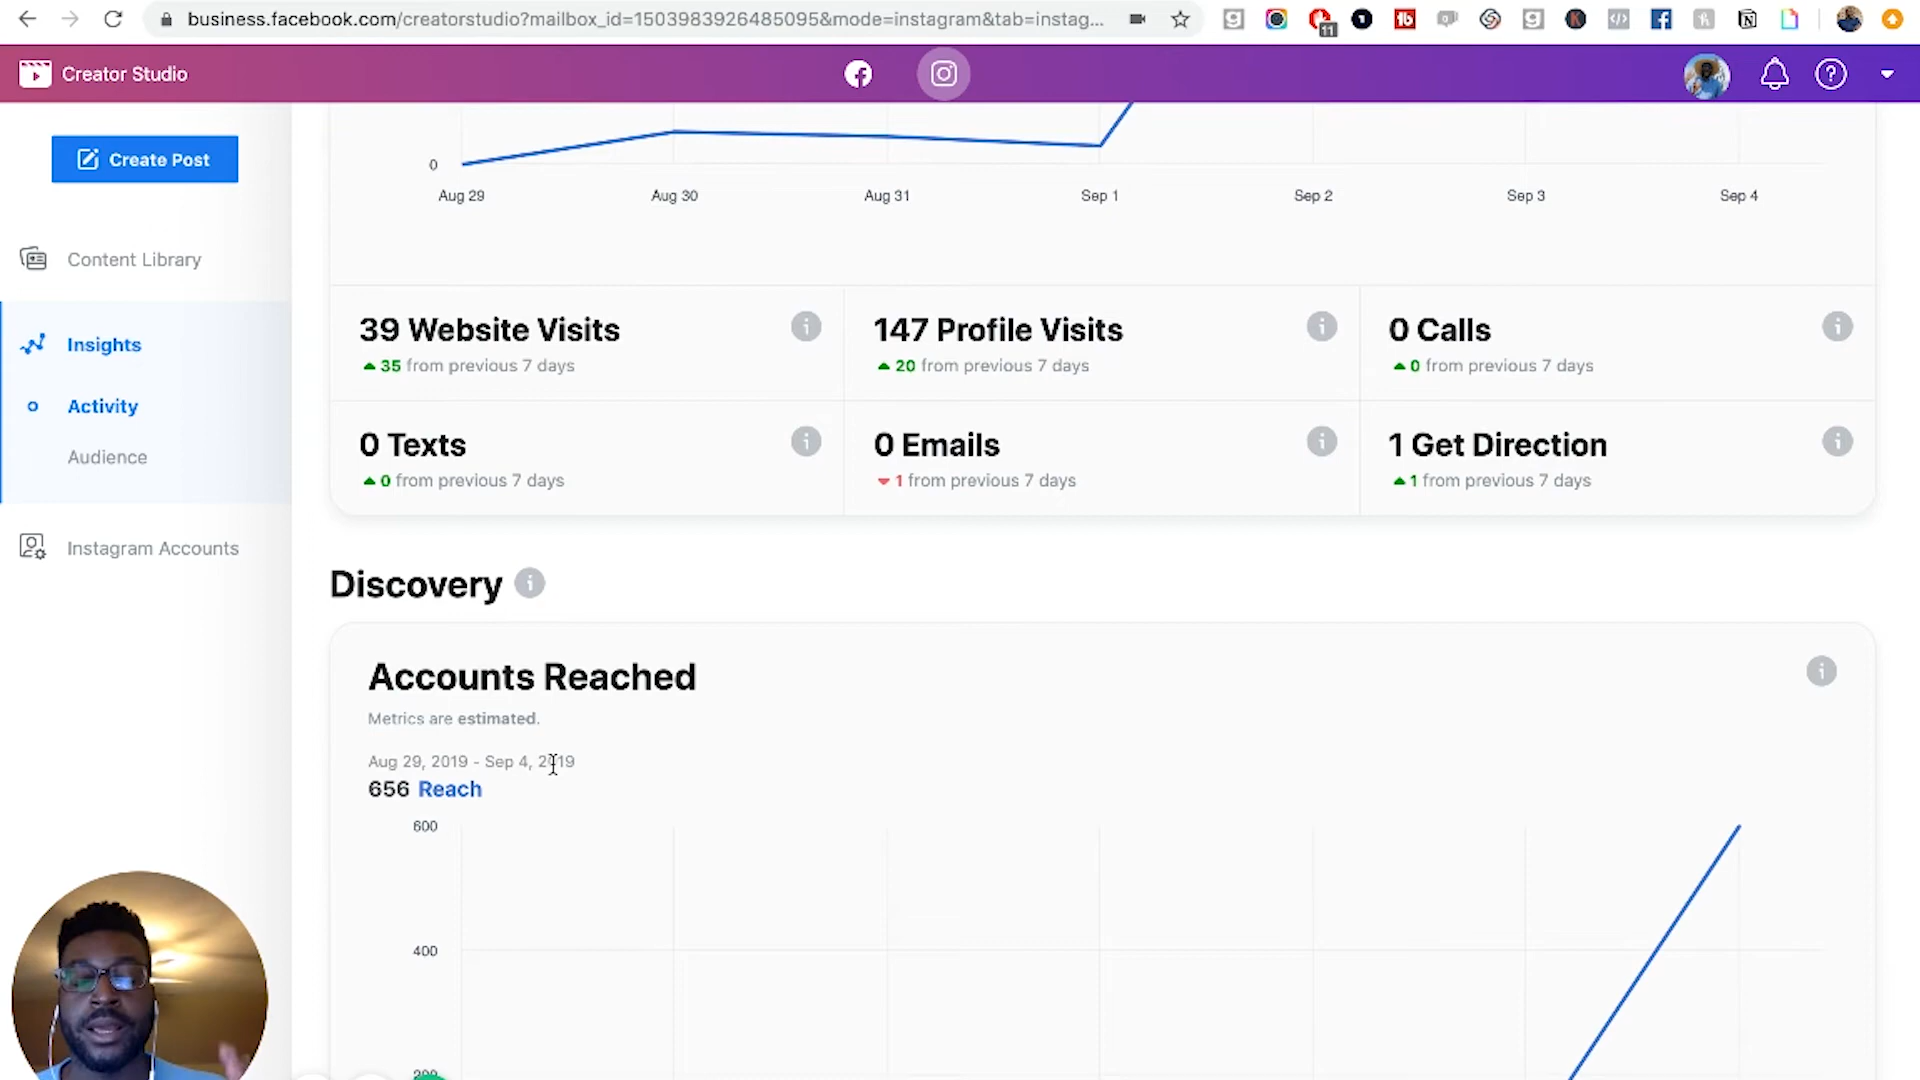 business.facebook.com/creatorstudio?mailbox_id=1503983926485095&mode=instagram&tab=instag...
11
Creator Studio
Create Post
0
Aug 29 Aug 30 Aug 31 Sep 1 Sep 2 Sep 3 Sep 4
Content Library
39 Website Visits 147 Profile Visits 0 Calls
Insights
35 from previous 7 days 20 from previous 7 days 0 from previous 7 days
Activity
0 Texts 0 Emails 1 Get Direction
Audience
0 from previous 7 days 1 from previous 7 days 1 from previous 7 days
Instagram Accounts
Discovery
Accounts Reached
Metrics are estimated.
Aug 29, 2019 - Sep 4, 2019
656 Reach
600
400
200